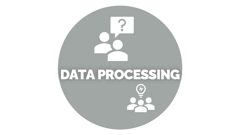 ?
DATA PROCESSING